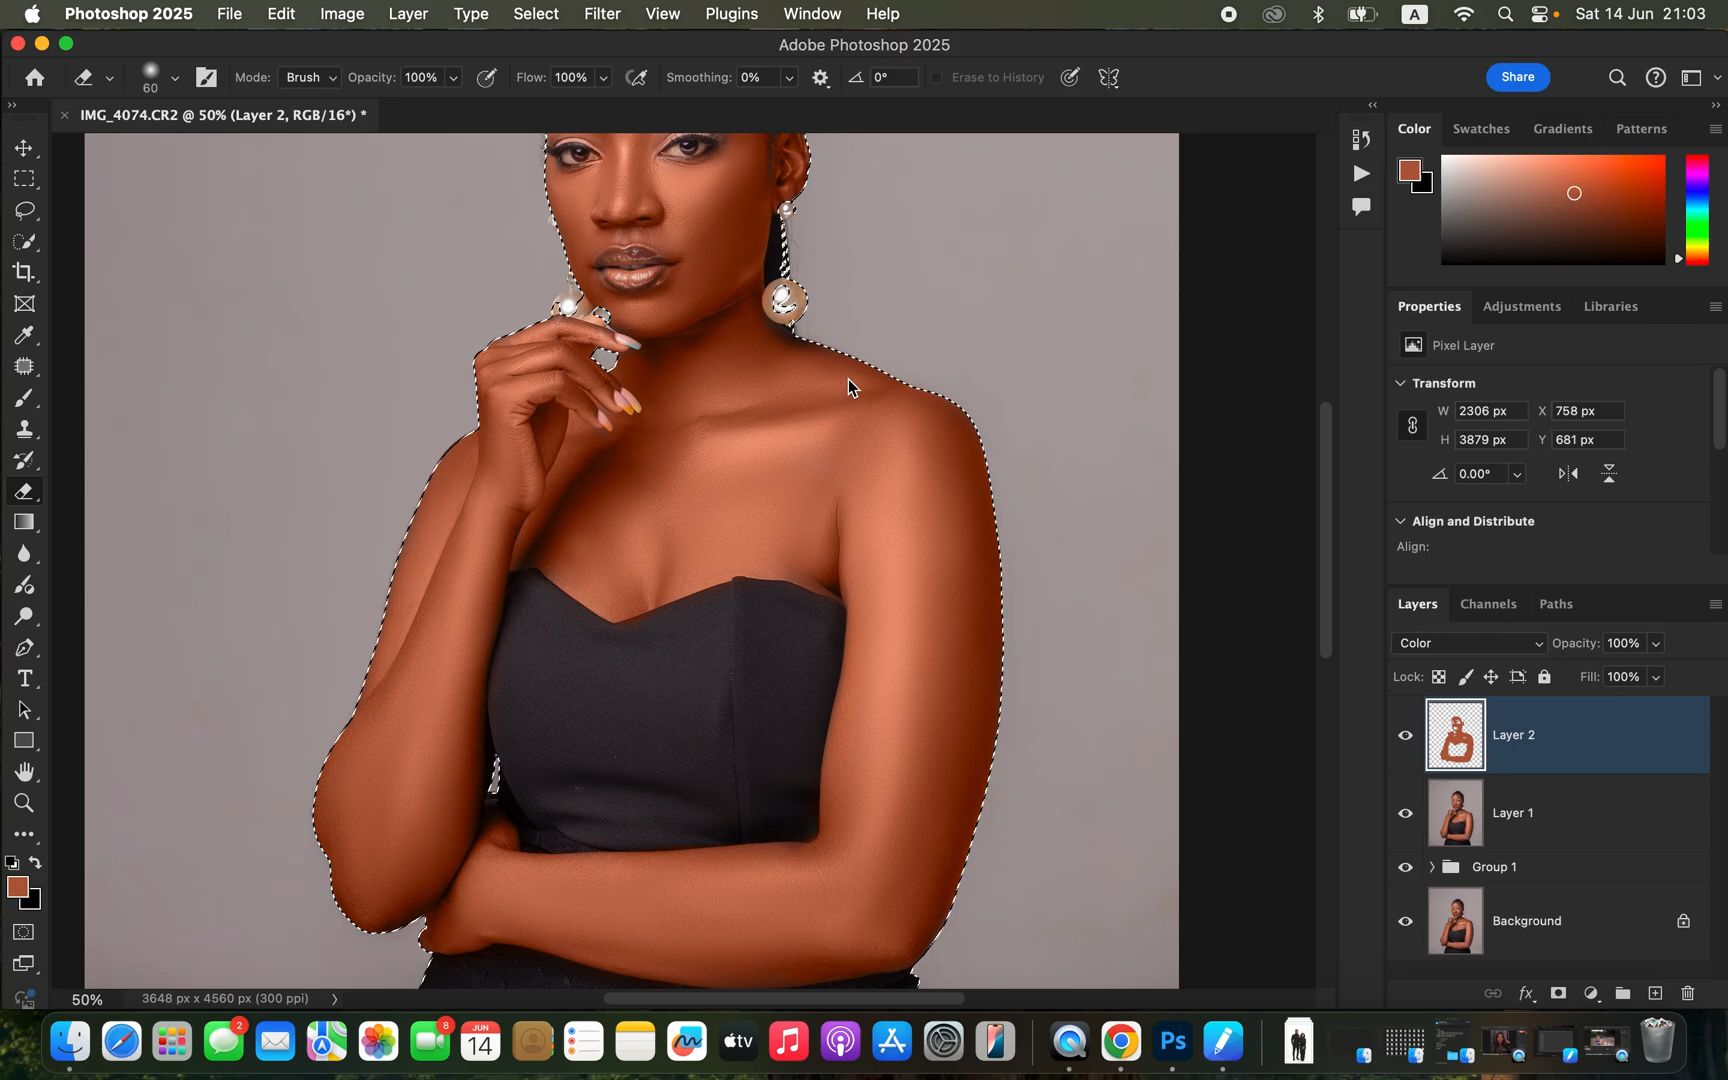 Photoshop 2025 File Edit Image Layer Type Select Filter View Plugins Window Help A Sat 14 Jun 21:03
Adobe Photoshop 2025
60 Mode: Brush Opacity: 100% Flow: 100% Smoothing: 0% 0° Erase to History Share
IMG_4074.CR2 @ 50% (Layer 2, RGB/16*) *
Color Swatches Gradients Patterns
Properties Adjustments Libraries
Pixel Layer
Transform
W 2306 px X 758 px
H 3879 px Y 681 px
0.00°
Align and Distribute
Align:
Layers Channels Paths
Color Opacity: 100%
Lock: Fill: 100%
Layer 2
Layer 1
Group 1
Background
fx
50% 3648 px x 4560 px (300 ppi)
2 8 JUN 14 tv Ps